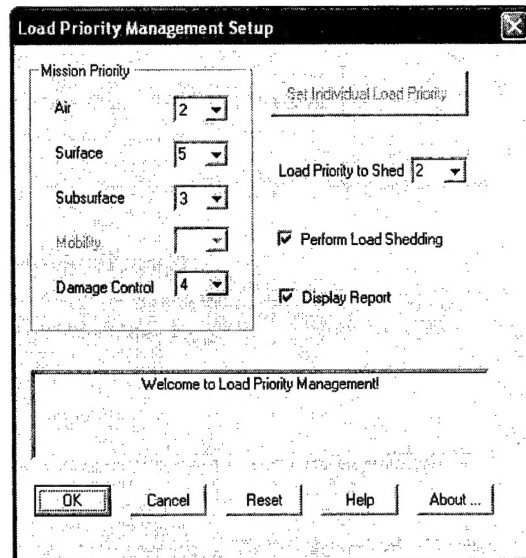 Load Priority Management Setup
Mission Priority
Air 2
Surface 5
Subsurface 3
Mobility
Damage Control 4
Set Individual Load Priority
Load Priority to Shed 2
Perform Load Shedding
Display Report
Welcome to Load Priority Management!
OK Cancel Reset Help About ...